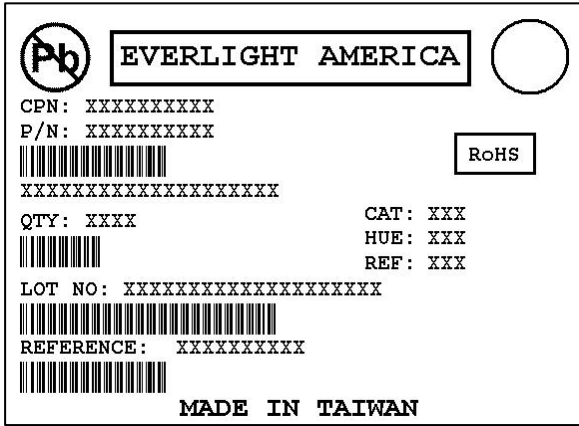 Pb
EVERLIGHT AMERICA
CPN: XXXXXXXXXX
P/N: XXXXXXXXXX
RoHS
XXXXXXXXXXXXXXXXXXXX
QTY: XXXX
CAT: XXX
HUE: XXX
REF: XXX
LOT NO: XXXXXXXXXXXXXXXXXXXX
REFERENCE: XXXXXXXXXX
MADE IN TAIWAN